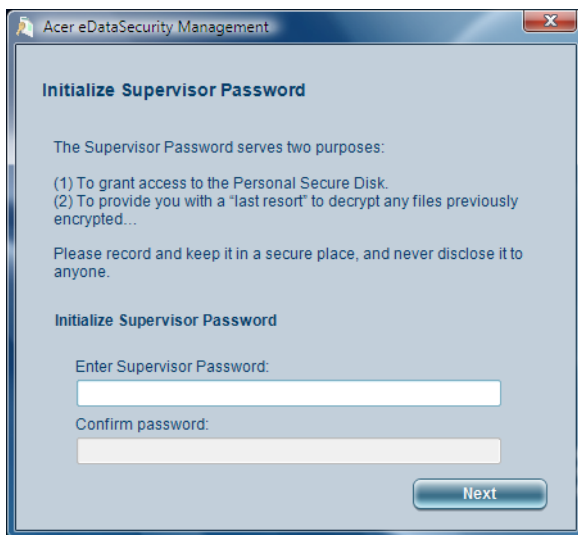 Acer eDataSecurity Management
Initialize Supervisor Password
The Supervisor Password serves two purposes:
(1) To grant access to the Personal Secure Disk.
(2) To provide you with a "last resort" to decrypt any files previously
encrypted...
Please record and keep it in a secure place, and never disclose it to
anyone.
Initialize Supervisor Password
Enter Supervisor Password:
Confirm password:
Next